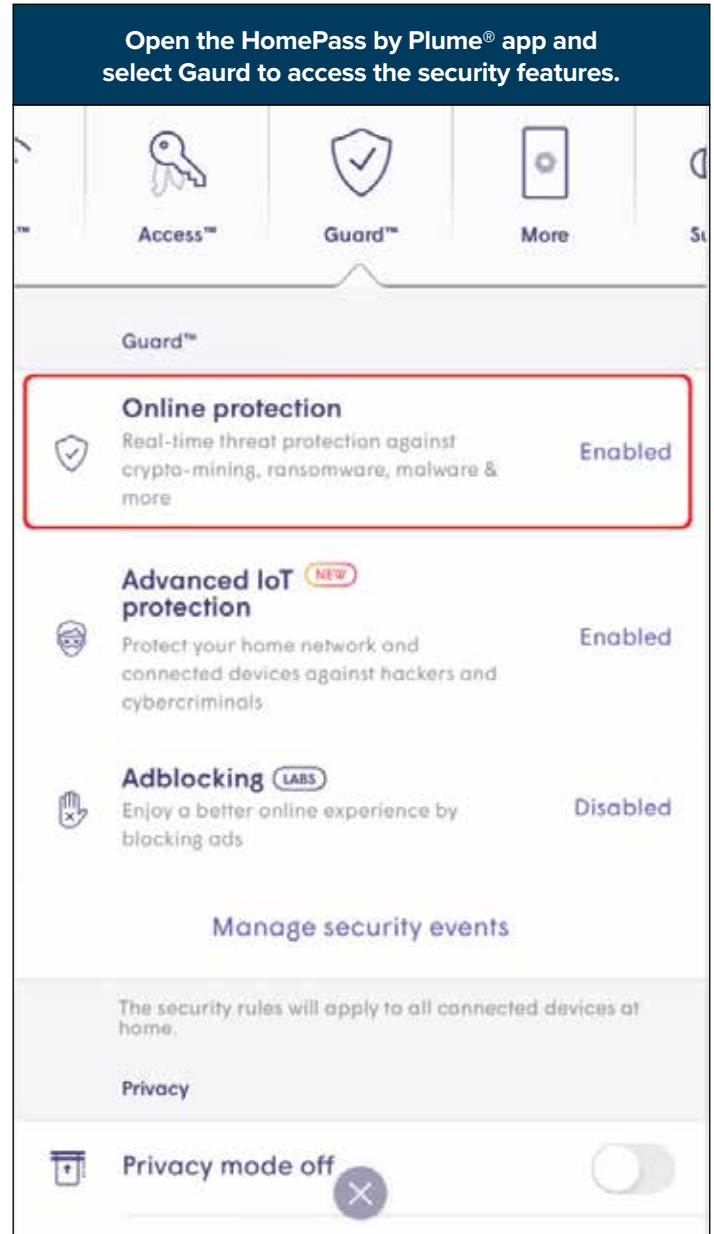 Open the HomePass by Plume® app and
select Gaurd to access the security features.
Access™
Guard™
More
Guard™
Online protection
Real-time threat protection against
crypto-mining, ransomware, malware &
more
Enabled
Advanced IoT NEW
protection
Protect your home network and
connected devices against hackers and
cybercriminals
Enabled
Adblocking LABS
Enjoy a better online experience by
blocking ads
Disabled
Manage security events
The security rules will apply to all connected devices at
home.
Privacy
Privacy mode off